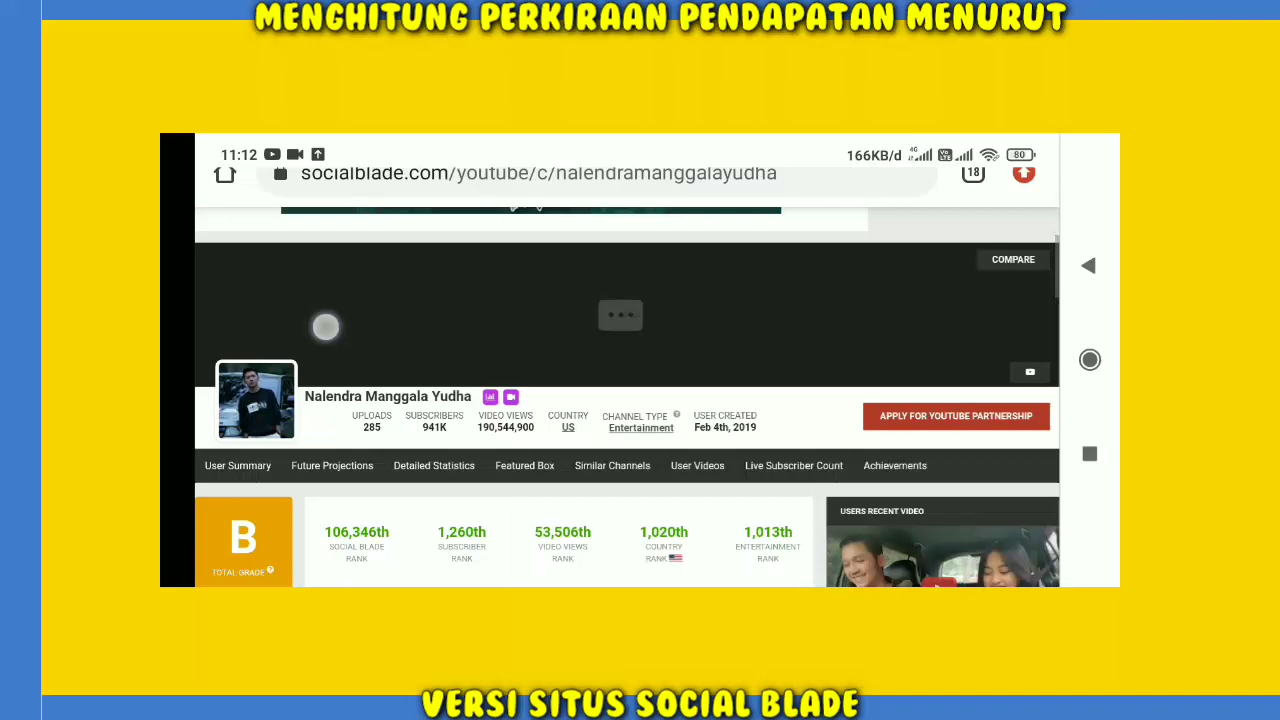 MENGHITUNG PERKIRAAN PENDAPATAN MENURUT
11:12
166KB/d 4G Vo LTE 80
socialblade.com/youtube/c/nalendramanggalayudha
18
COMPARE
Nalendra Manggala Yudha
UPLOADS SUBSCRIBERS VIDEO VIEWS COUNTRY CHANNEL TYPE ? USER CREATED
285 941K 190,544,900 US Entertainment Feb 4th, 2019
APPLY FOR YOUTUBE PARTNERSHIP
User Summary Future Projections Detailed Statistics Featured Box Similar Channels User Videos Live Subscriber Count Achievements
B
TOTAL GRADE ?
106,346th 1,260th 53,506th 1,020th 1,013th
SOCIAL BLADE SUBSCRIBER VIDEO VIEWS COUNTRY ENTERTAINMENT
RANK RANK RANK RANK RANK
USERS RECENT VIDEO
VERSI SITUS SOCIAL BLADE